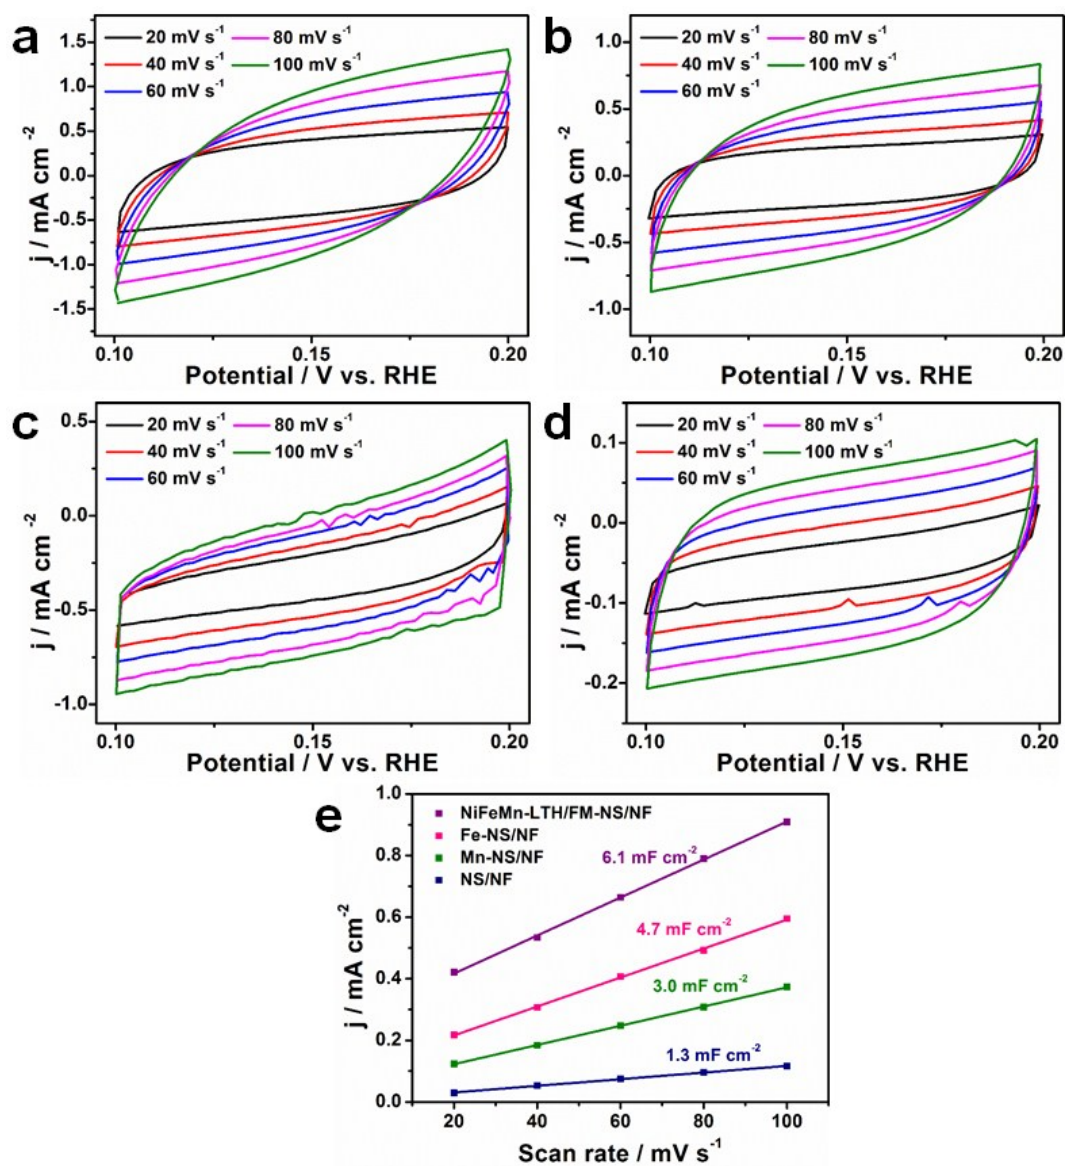 a
20 mV s⁻¹ 80 mV s⁻¹
40 mV s⁻¹ 100 mV s⁻¹
60 mV s⁻¹
1.5
1.0
0.5
0.0
-0.5
-1.0
-1.5
j / mA cm⁻²
0.10 0.15 0.20
Potential / V vs. RHE
b
20 mV s⁻¹ 80 mV s⁻¹
40 mV s⁻¹ 100 mV s⁻¹
60 mV s⁻¹
1.0
0.5
0.0
-0.5
-1.0
j / mA cm⁻²
0.10 0.15 0.20
Potential / V vs. RHE
c
20 mV s⁻¹ 80 mV s⁻¹
40 mV s⁻¹ 100 mV s⁻¹
60 mV s⁻¹
0.5
0.0
-0.5
-1.0
j / mA cm⁻²
0.10 0.15 0.20
Potential / V vs. RHE
d
20 mV s⁻¹ 80 mV s⁻¹
40 mV s⁻¹ 100 mV s⁻¹
60 mV s⁻¹
0.1
0.0
-0.1
-0.2
j / mA cm⁻²
0.10 0.15 0.20
Potential / V vs. RHE
e
NiFeMn-LTH/FM-NS/NF
Fe-NS/NF
Mn-NS/NF
NS/NF
6.1 mF cm⁻²
4.7 mF cm⁻²
3.0 mF cm⁻²
1.3 mF cm⁻²
1.0
0.8
0.6
0.4
0.2
0.0
j / mA cm⁻²
20 40 60 80 100
Scan rate / mV s⁻¹